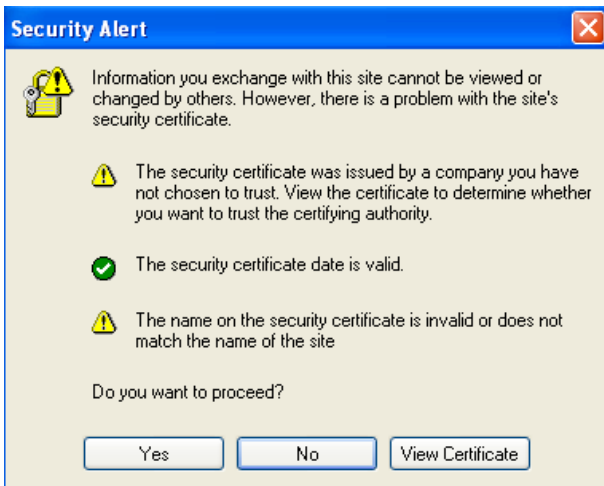 Security Alert
Information you exchange with this site cannot be viewed or
changed by others. However, there is a problem with the site's
security certificate.
The security certificate was issued by a company you have
not chosen to trust. View the certificate to determine whether
you want to trust the certifying authority.
The security certificate date is valid.
The name on the security certificate is invalid or does not
match the name of the site
Do you want to proceed?
Yes
No
View Certificate